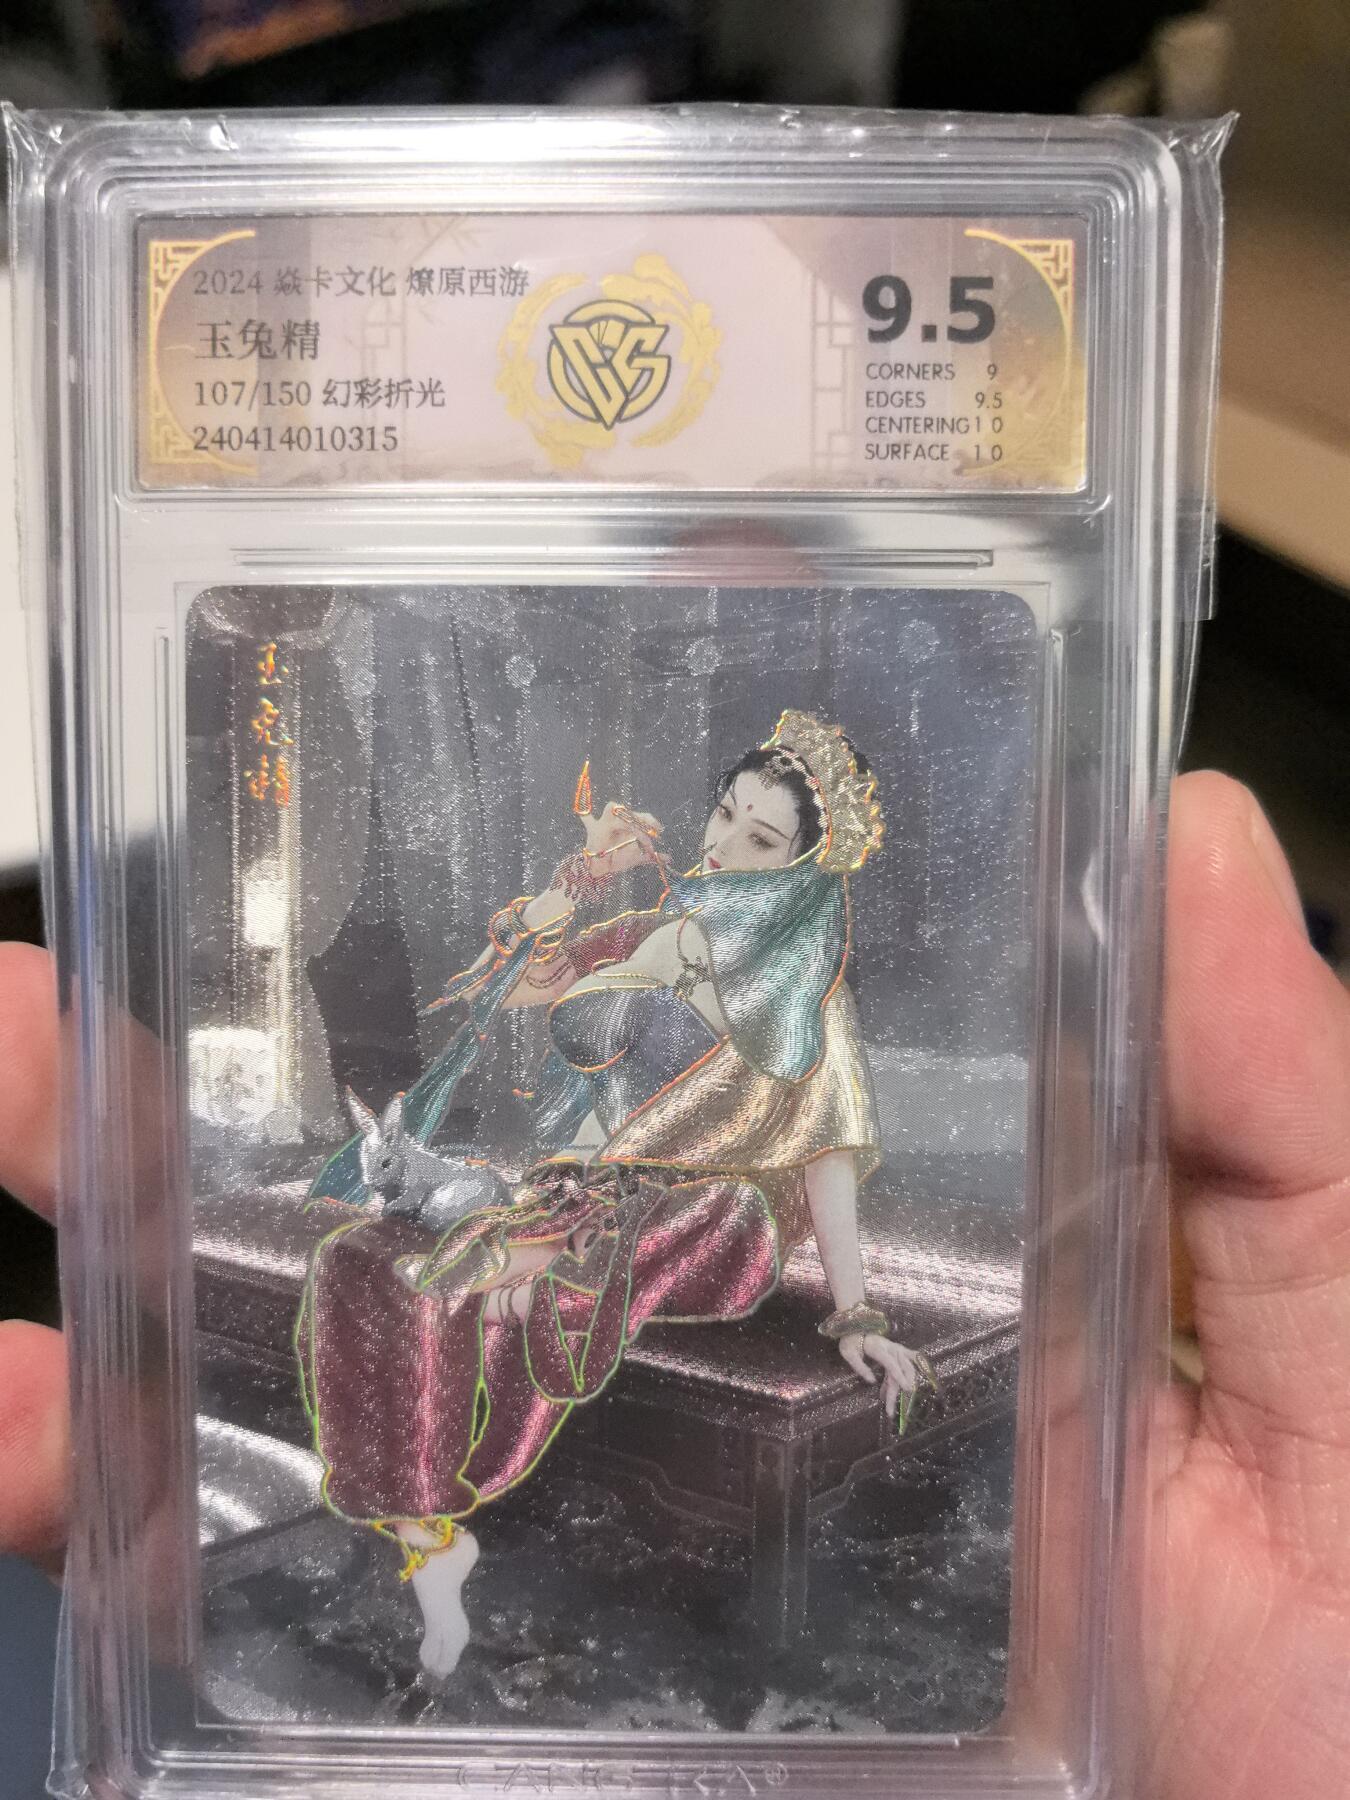 2024 焱卡文化 燎原西游
玉兔精
107/150 幻彩折光
240414010315
CS
9.5
CORNERS 9
EDGES 9.5
CENTERING 10
SURFACE 10
玉兔精